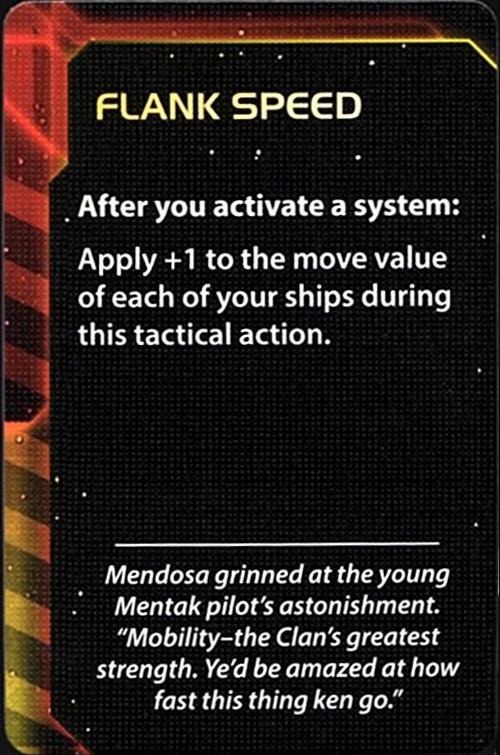 FLANK SPEED
After you activate a system:
Apply +1 to the move value
of each of your ships during
this tactical action.
Mendosa grinned at the young
Mentak pilot's astonishment.
“Mobility–the Clan's greatest
strength. Ye'd be amazed at how
fast this thing ken go.”